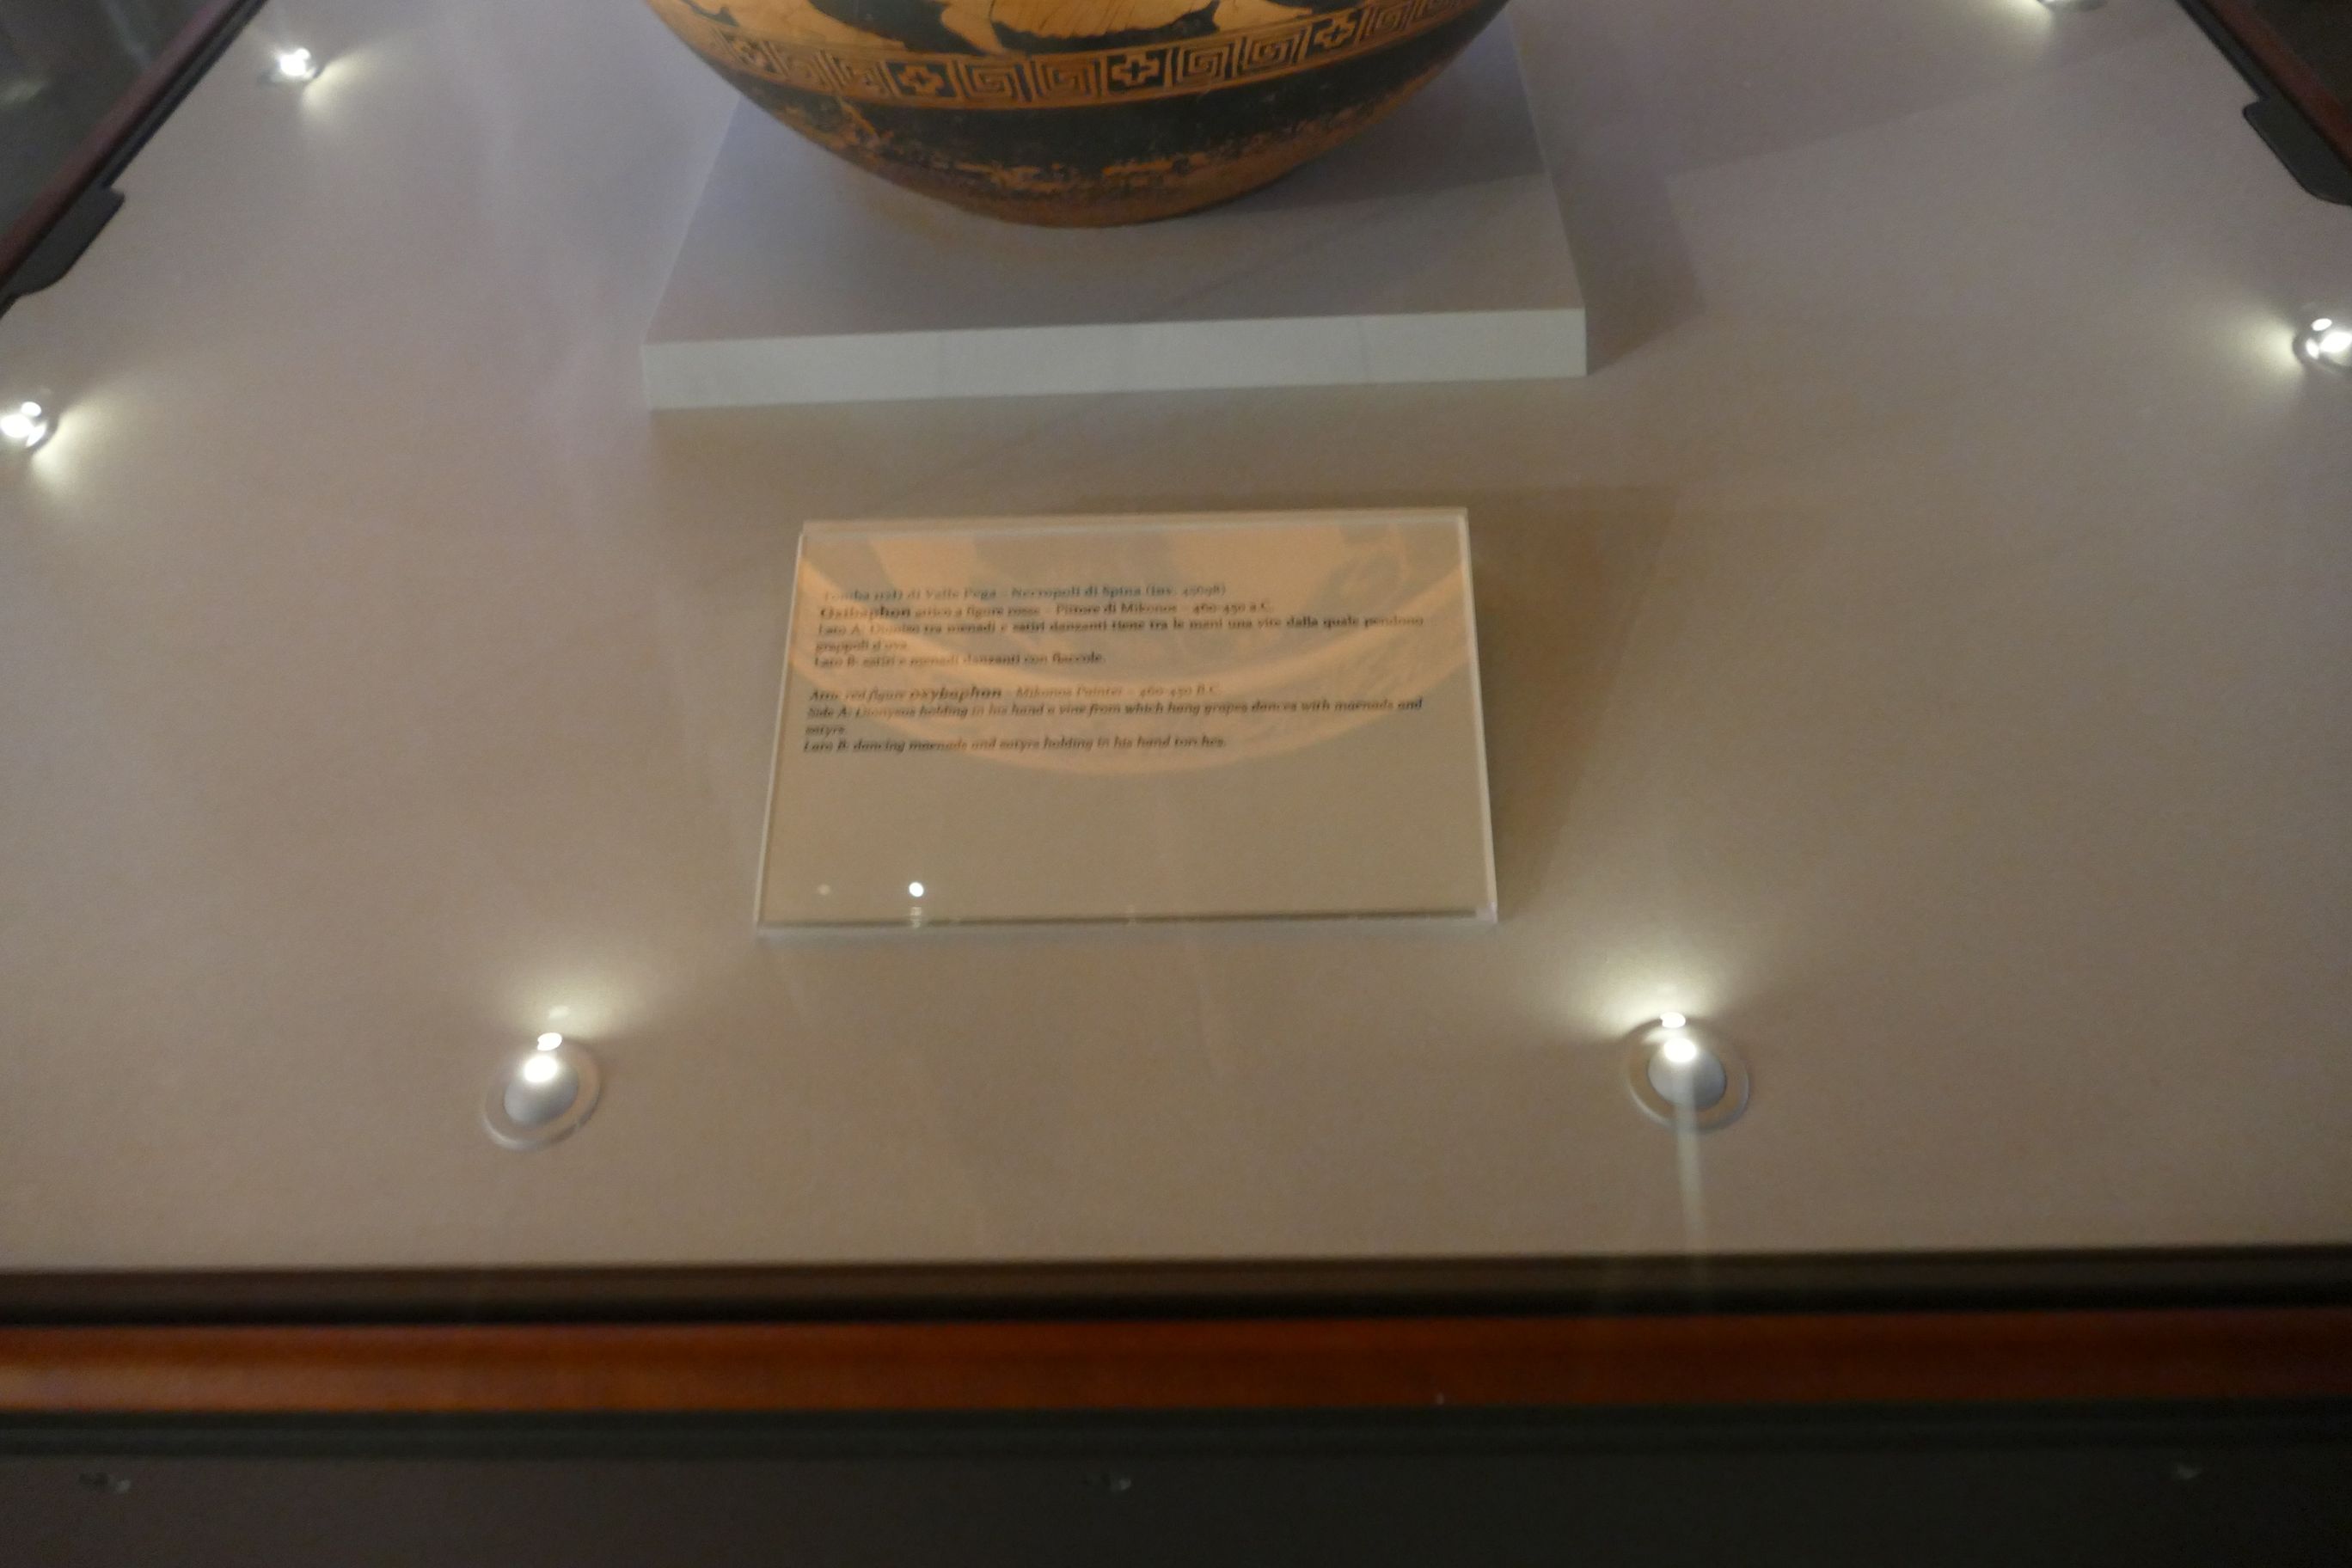 Tomba di Valle Pega - Necropoli di Spina (Inv.
Oxibaphon attico a figure rosse - Pittore di Mikonos - 460-450 a.C.
Lato A: Dioniso tra menadi e satiri danzanti tiene tra le mani una vite dalla quale pendono
grappoli d'uva.
Lato B: satiri e menadi danzanti con fiaccole.
Attic red figure oxybaphon - Mikonos Painter - 460-450 B.C.
Side A: Dionysus holding in his hand a vine from which hang grapes dances with maenads and
satyrs.
Lato B: dancing maenads and satyrs holding in his hand torches.